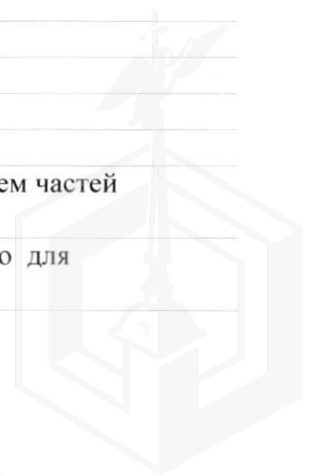 ем частей
о для